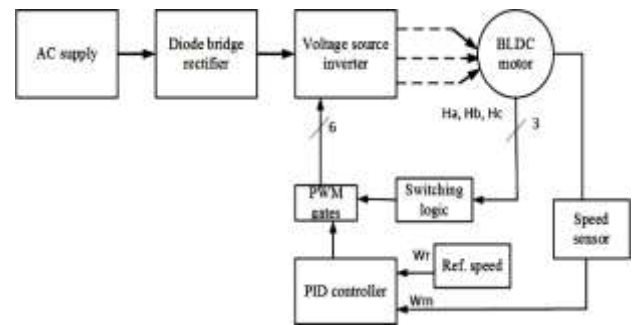 AC supply
Diode bridge
rectifier
Voltage source
inverter
BLDC
motor
Ha, Hb, Hc
6
3
PWM
gates
Switching
logic
Speed
sensor
Wr
Ref. speed
PID controller
Wm